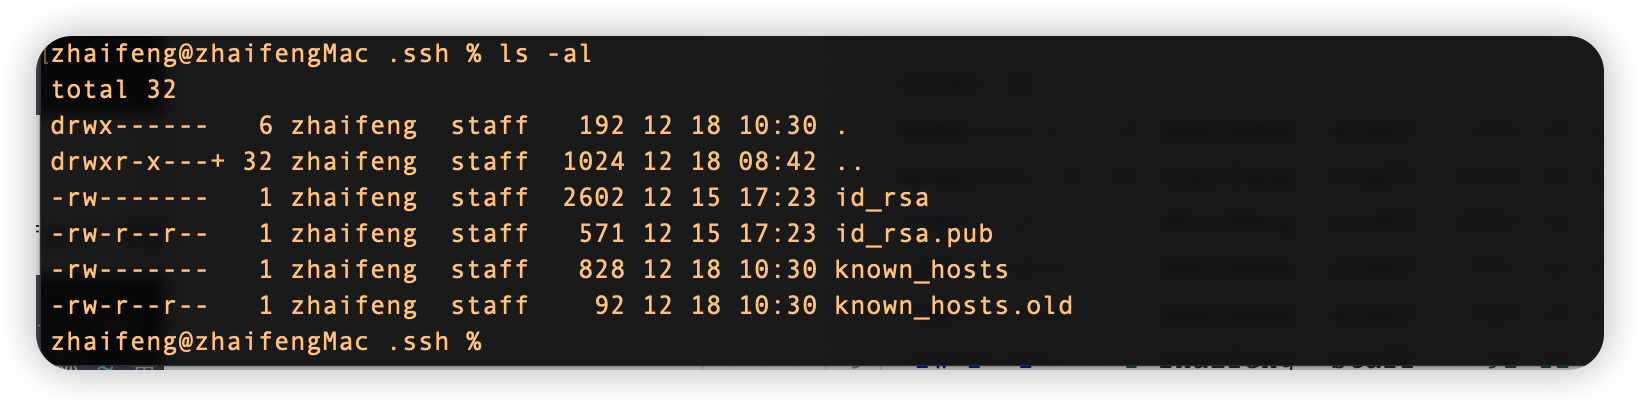 zhaifeng@zhaifengMac .ssh % ls -al
total 32
drwx------   6 zhaifeng  staff   192 12 18 10:30 .
drwxr-x---+ 32 zhaifeng  staff  1024 12 18 08:42 ..
-rw-------   1 zhaifeng  staff  2602 12 15 17:23 id_rsa
-rw-r--r--   1 zhaifeng  staff   571 12 15 17:23 id_rsa.pub
-rw-------   1 zhaifeng  staff   828 12 18 10:30 known_hosts
-rw-r--r--   1 zhaifeng  staff    92 12 18 10:30 known_hosts.old
zhaifeng@zhaifengMac .ssh %